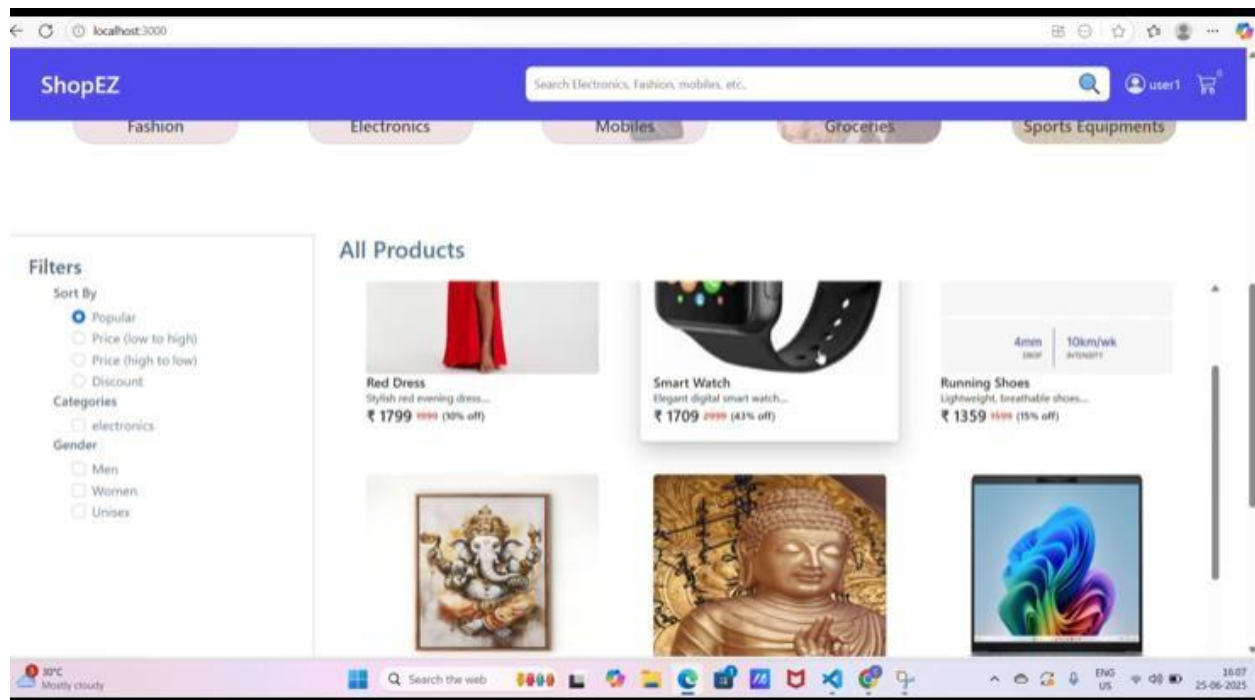 localhost:3000
ShopEZ
Search Electronics, Fashion, mobiles, etc.,
user1
0
Fashion
Electronics
Mobiles
Groceries
Sports Equipments
Filters
Sort By
Popular
Price (low to high)
Price (high to low)
Discount
Categories
electronics
Gender
Men
Women
Unisex
All Products
4mm
DROP
10km/wk
INTENSITY
Red Dress
Stylish red evening dress...
₹ 1799 1999 (10% off)
Smart Watch
Elegant digital smart watch...
₹ 1709 2999 (43% off)
Running Shoes
Lightweight, breathable shoes...
₹ 1359 1599 (15% off)
30°C
Mostly cloudy
Search the web
ENG
US
16:07
25-06-2025